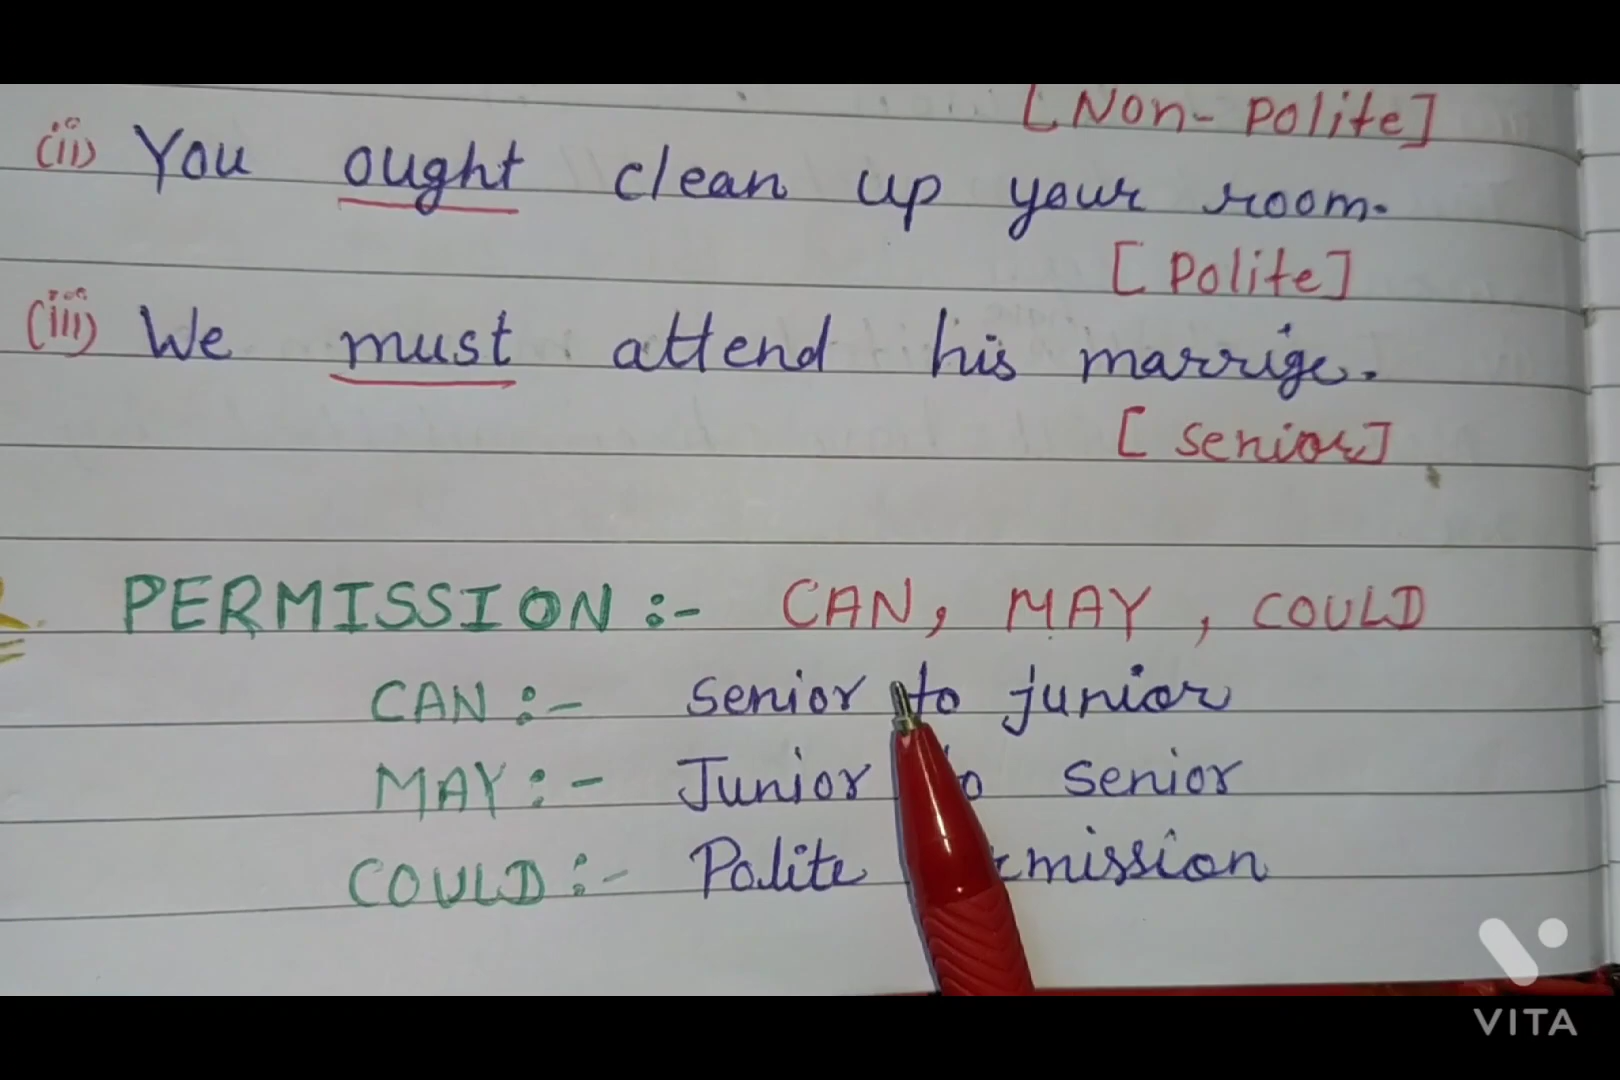 [Non-Polite]
(ii) You ought clean up your room.
[Polite]
(iii) We must attend his marrige.
[Senior]
PERMISSION :- CAN, MAY, COULD
CAN :- Senior to junior
MAY :- Junior to Senior
COULD :- Polite
VITA